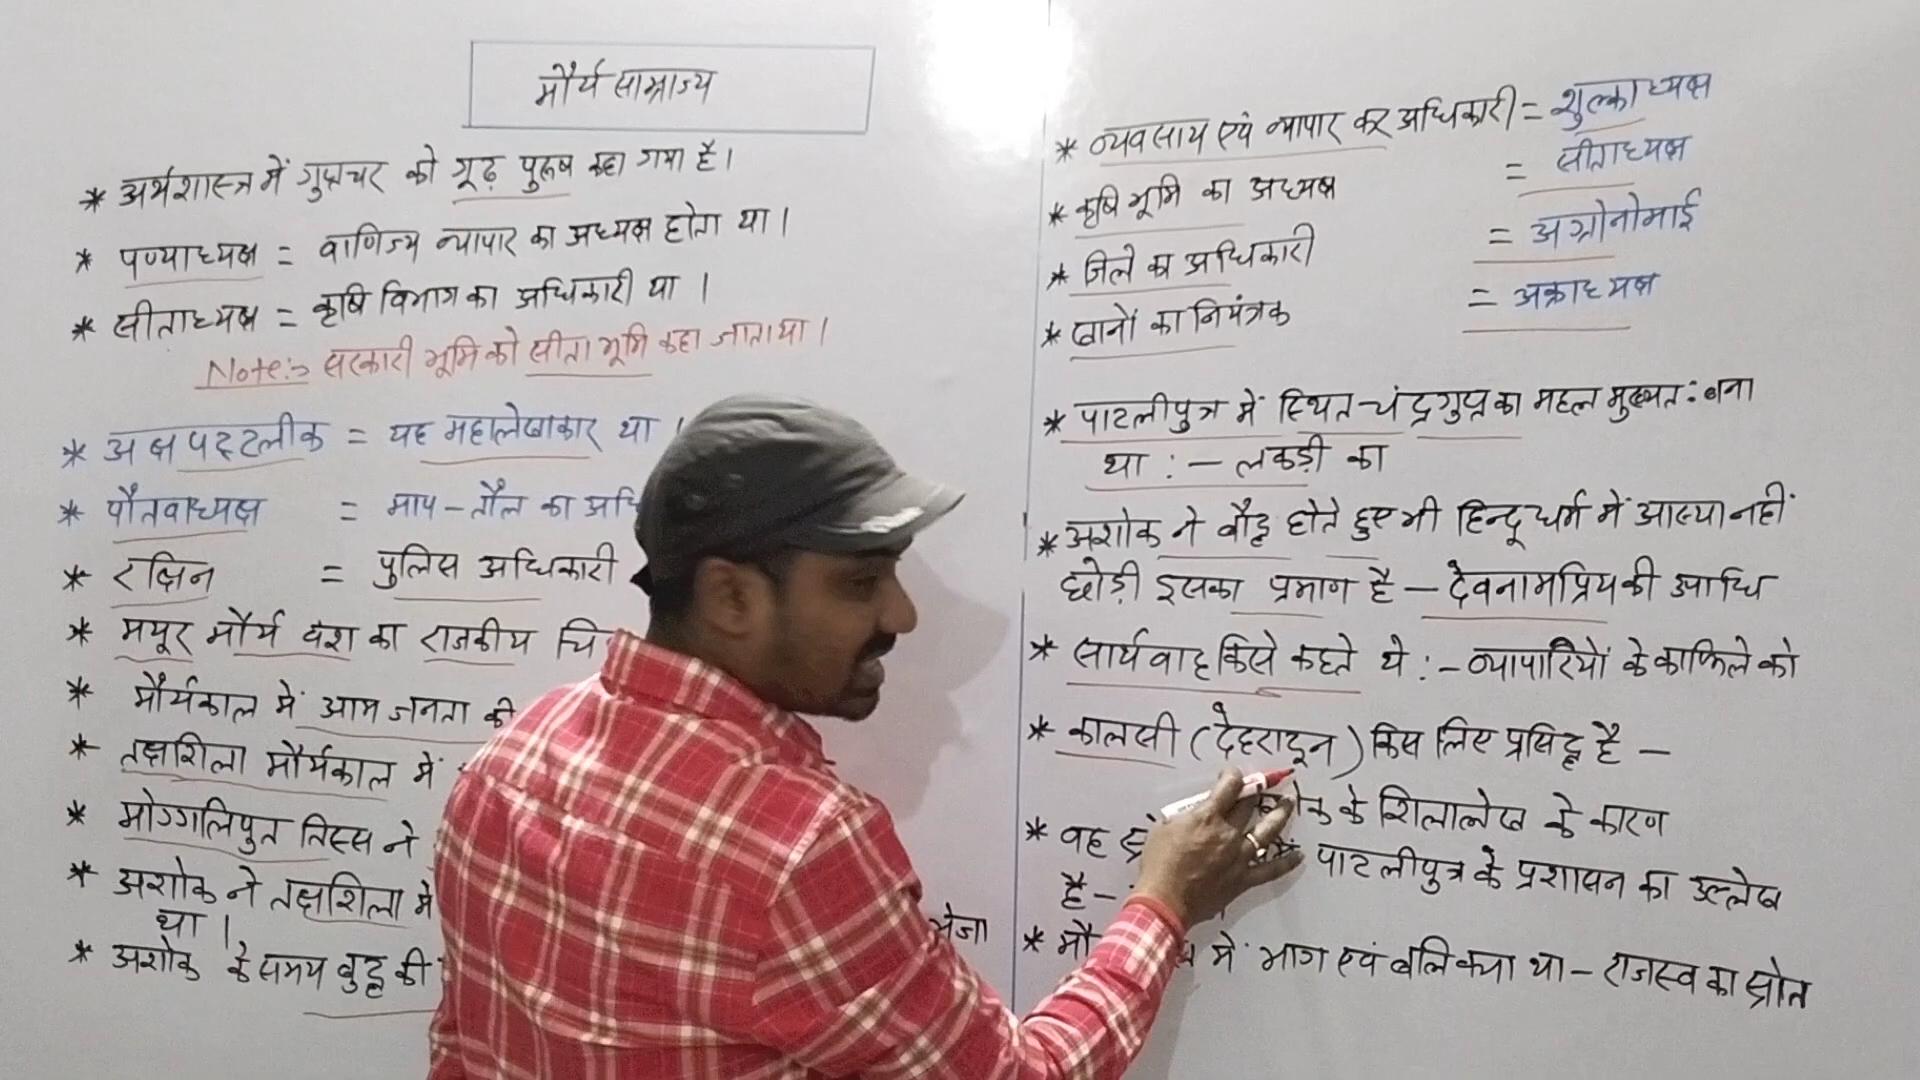 मौर्य साम्राज्य
* अर्थशास्त्र में गुप्तचर को गूढ़ पुरूष कहा गया है।
* पण्याध्यक्ष = वाणिज्य व्यापार का अध्यक्ष होता था।
* सीताध्यक्ष = कृषि विभाग का अधिकारी था।
Note:- सरकारी भूमि को सीता भूमि कहा जाता था।
* अक्षपटलीक = यह महालेखाकार था
* पौतवाध्यक्ष = माप-तौल का अधि
* रक्षिन = पुलिस अधिकारी
* मयूर मौर्य वंश का राजकीय चि
* मौर्यकाल में आम जनता की
* तक्षशिला मौर्यकाल में
* मोग्गलिपुत तिस्स ने
* अशोक ने तक्षशिला में
भेजा
था।
* अशोक के समय बुद्ध की
* व्यवसाय एवं व्यापार कर अधिकारी = शुल्काध्यक्ष
* कृषि भूमि का अध्यक्ष = सीताध्यक्ष
* जिले का अधिकारी = अग्रोनोमाई
* खानों का नियंत्रक = अक्राध्यक्ष
* पाटलीपुत्र में स्थित चंद्रगुप्त का महल मुख्यत: बना
था :- लकड़ी का
* अशोक ने बौद्ध होते हुए भी हिन्दू धर्म में आस्था नहीं
छोड़ी इसका प्रमाण है - देवनामप्रिय की उपाधि
* सार्थवाह किसे कहते थे :- व्यापारियों के काफिले को
* कालसी (देहरादून) किस लिए प्रसिद्ध है -
के शिलालेख के कारण
* वह पाटलीपुत्र के प्रशासन का उल्लेख
है -
* मौ में भाग एवं बलि क्या था - राजस्व का स्रोत